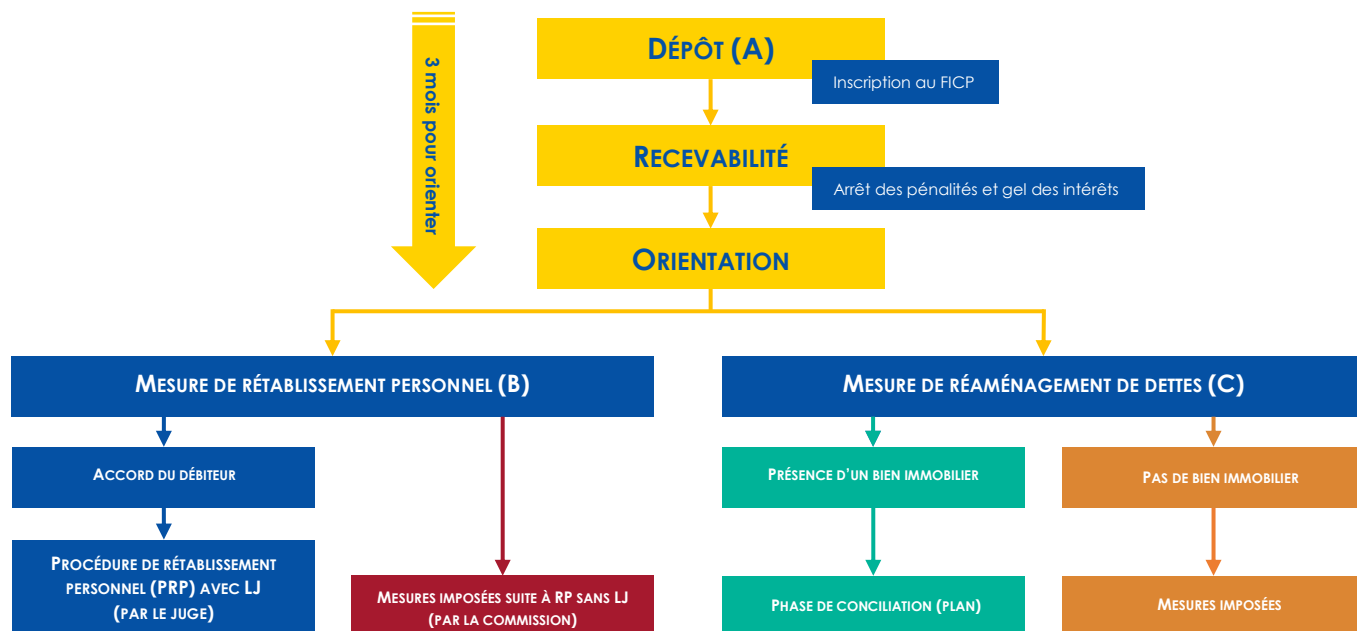 DÉPÔT (A)
Inscription au FICP
3 mois pour orienter
RECEVABILITÉ
Arrêt des pénalités et gel des intérêts
ORIENTATION
MESURE DE RÉTABLISSEMENT PERSONNEL (B)
MESURE DE RÉAMÉNAGEMENT DE DETTES (C)
ACCORD DU DÉBITEUR
PRÉSENCE D'UN BIEN IMMOBILIER
PAS DE BIEN IMMOBILIER
PROCÉDURE DE RÉTABLISSEMENT
PERSONNEL (PRP) AVEC LJ
(PAR LE JUGE)
MESURES IMPOSÉES SUITE À RP SANS LJ
(PAR LA COMMISSION)
PHASE DE CONCILIATION (PLAN)
MESURES IMPOSÉES